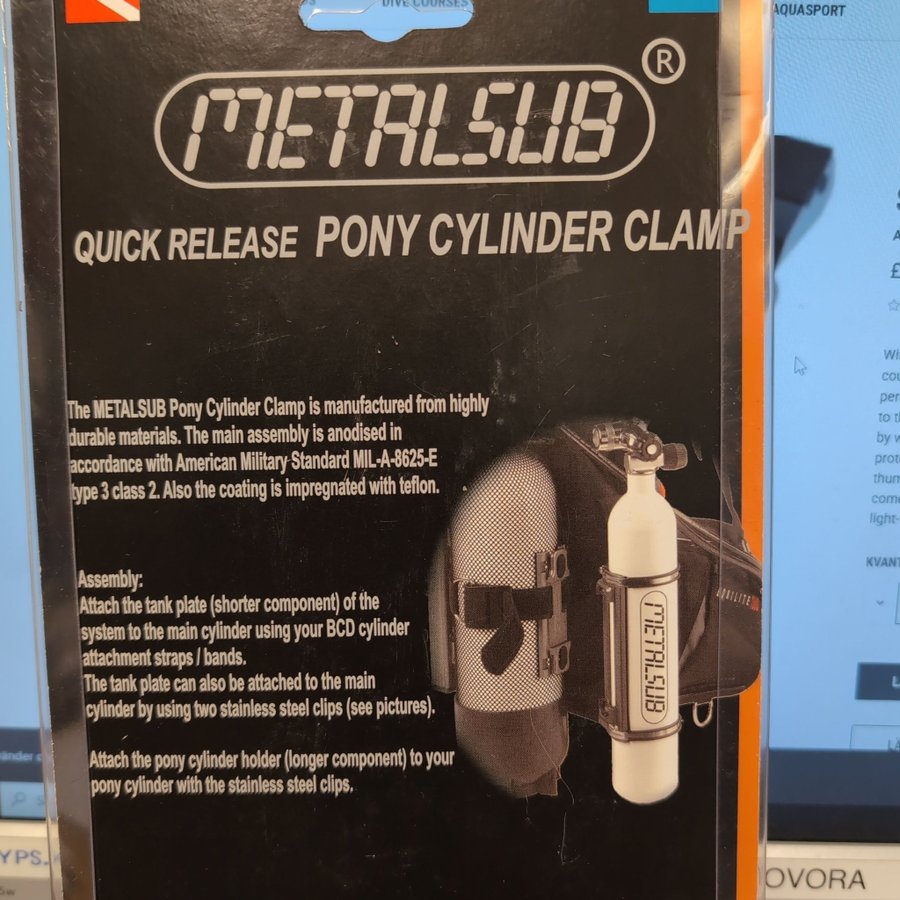 DIVE COURSES
AQUASPORT
METALSUB
®
QUICK RELEASE PONY CYLINDER CLAMP
The METALSUB Pony Cylinder Clamp is manufactured from highly
durable materials. The main assembly is anodised in
accordance with American Military Standard MIL-A-8625-E
type 3 class 2. Also the coating is impregnated with teflon.
Assembly:
Attach the tank plate (shorter component) of the
system to the main cylinder using your BCD cylinder
attachment straps / bands.
The tank plate can also be attached to the main
cylinder by using two stainless steel clips (see pictures).
Attach the pony cylinder holder (longer component) to your
pony cylinder with the stainless steel clips.
METALSUB
£
KVANT
YPS.
OVORA